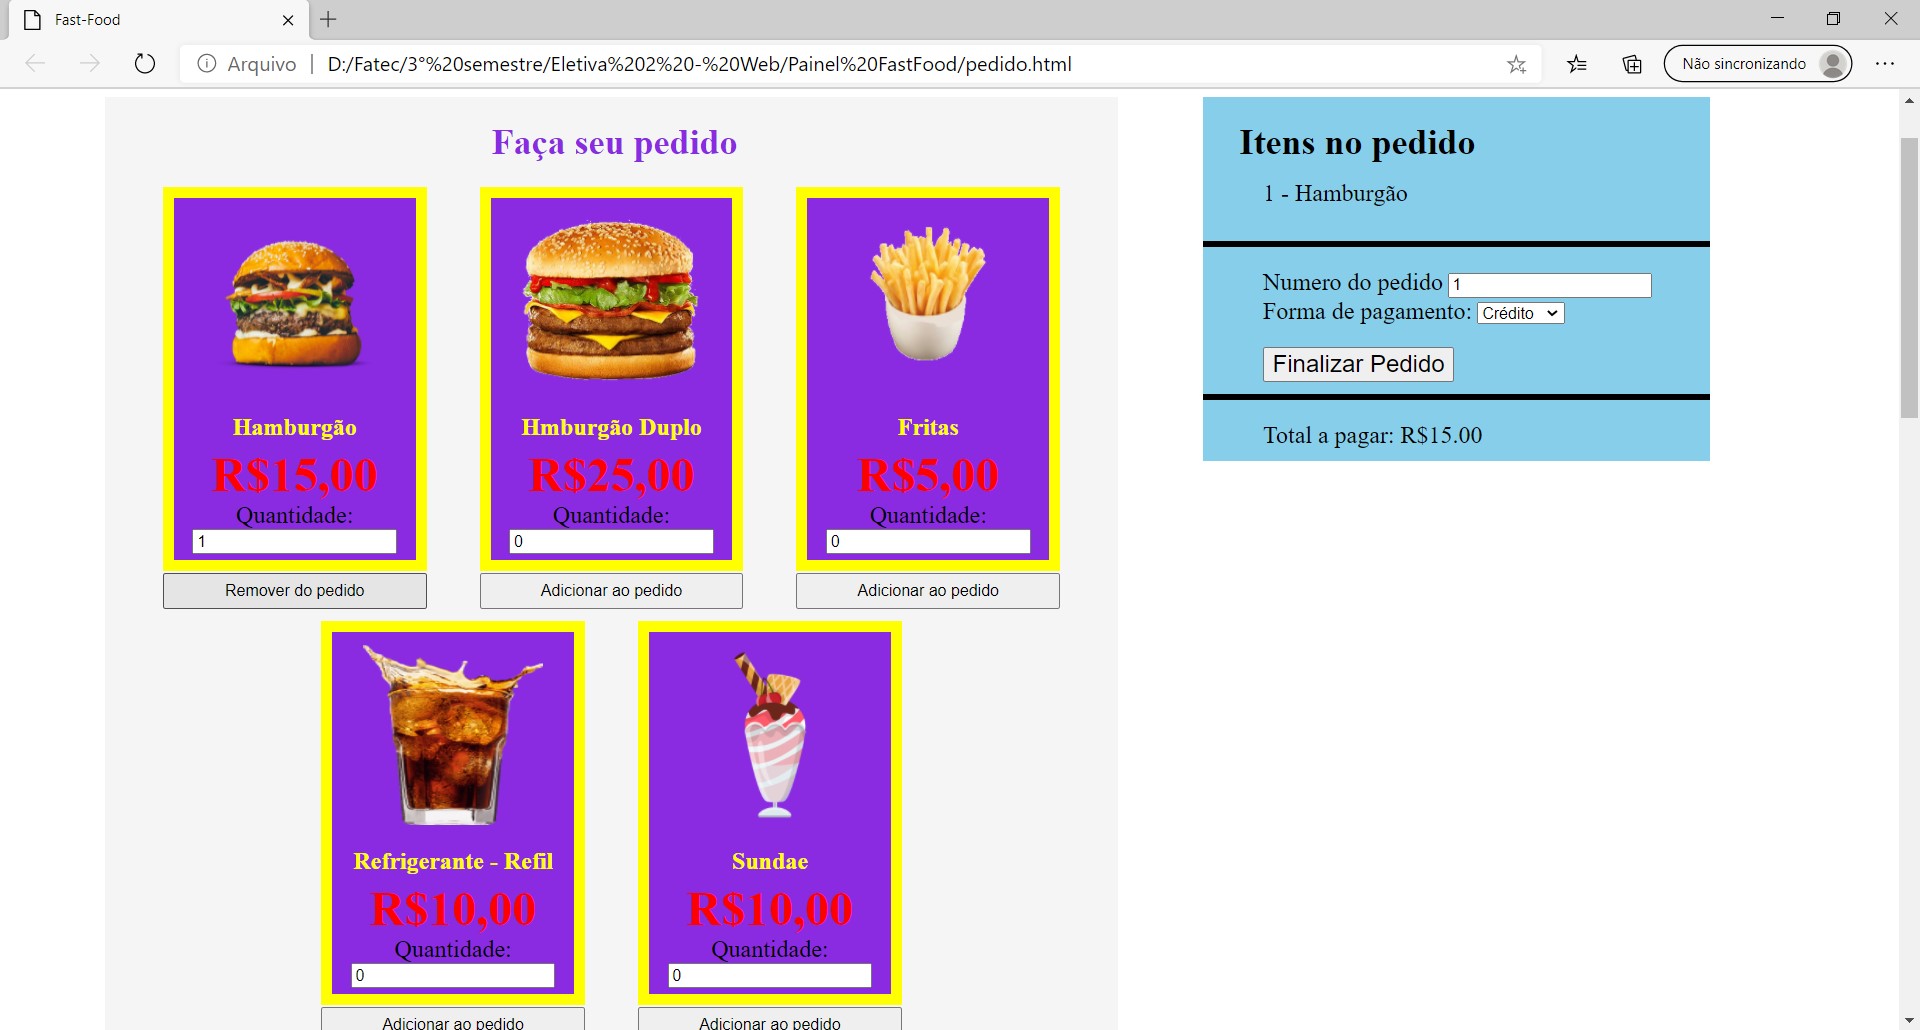 Fast-Food
Arquivo
D:/Fatec/3°%20semestre/Eletiva%202%20-%20Web/Painel%20FastFood/pedido.html
Não sincronizando
Faça seu pedido
Hamburgão
R$15,00
Quantidade:
1
Remover do pedido
Hmburgão Duplo
R$25,00
Quantidade:
0
Adicionar ao pedido
Fritas
R$5,00
Quantidade:
0
Adicionar ao pedido
Refrigerante - Refil
R$10,00
Quantidade:
0
Adicionar ao pedido
Sundae
R$10,00
Quantidade:
0
Adicionar ao pedido
Itens no pedido
1 - Hamburgão
Numero do pedido 1
Forma de pagamento: Crédito
Finalizar Pedido
Total a pagar: R$15.00